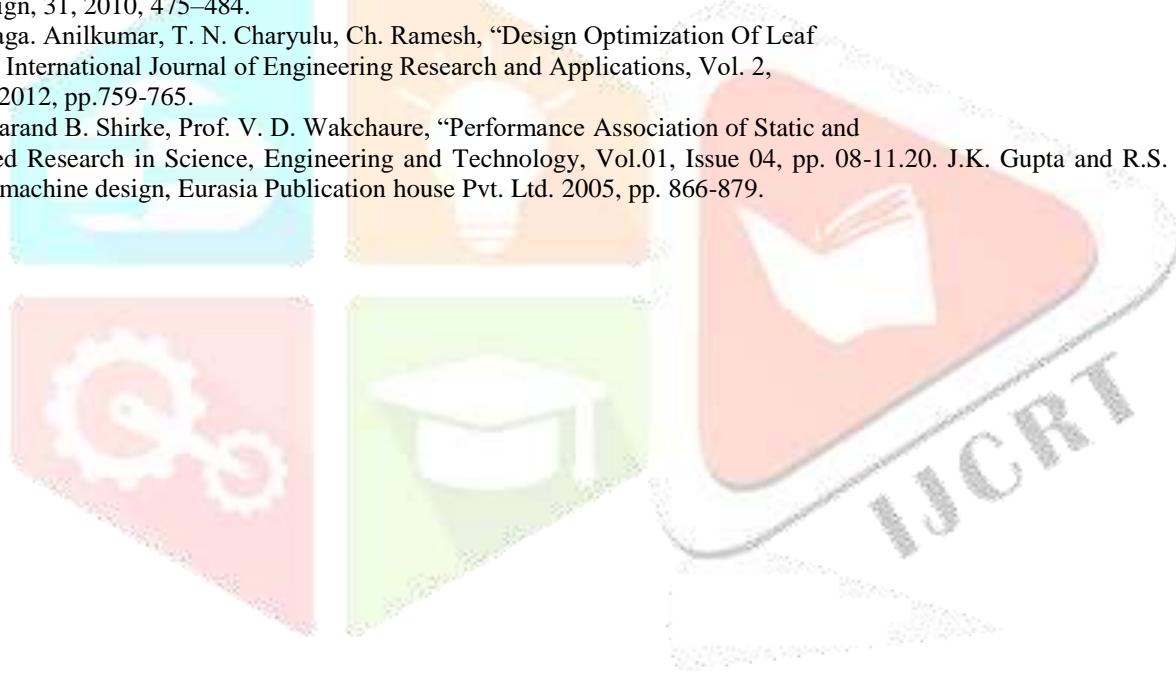 ign, 31, 2010, 475–484.
aga. Anilkumar, T. N. Charyulu, Ch. Ramesh, “Design Optimization Of Leaf
International Journal of Engineering Research and Applications, Vol. 2,
2012, pp.759-765.
arand B. Shirke, Prof. V. D. Wakchaure, “Performance Association of Static and
ed Research in Science, Engineering and Technology, Vol.01, Issue 04, pp. 08-11.20. J.K. Gupta and R.S.
machine design, Eurasia Publication house Pvt. Ltd. 2005, pp. 866-879.
IJCRT